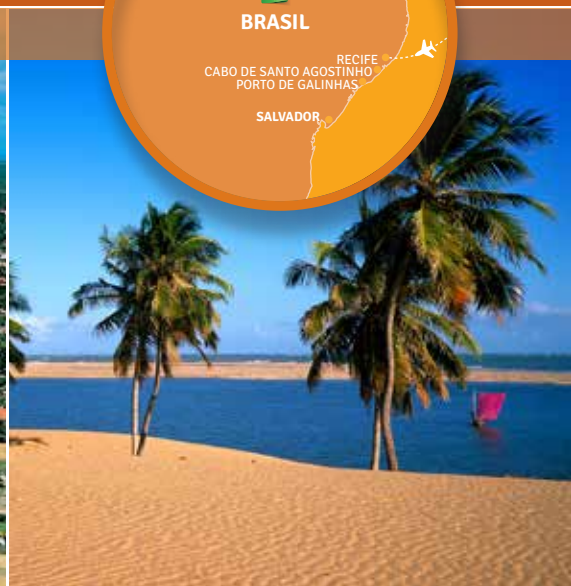 BRASIL
RECIFE
CABO DE SANTO AGOSTINHO
PORTO DE GALINHAS
SALVADOR